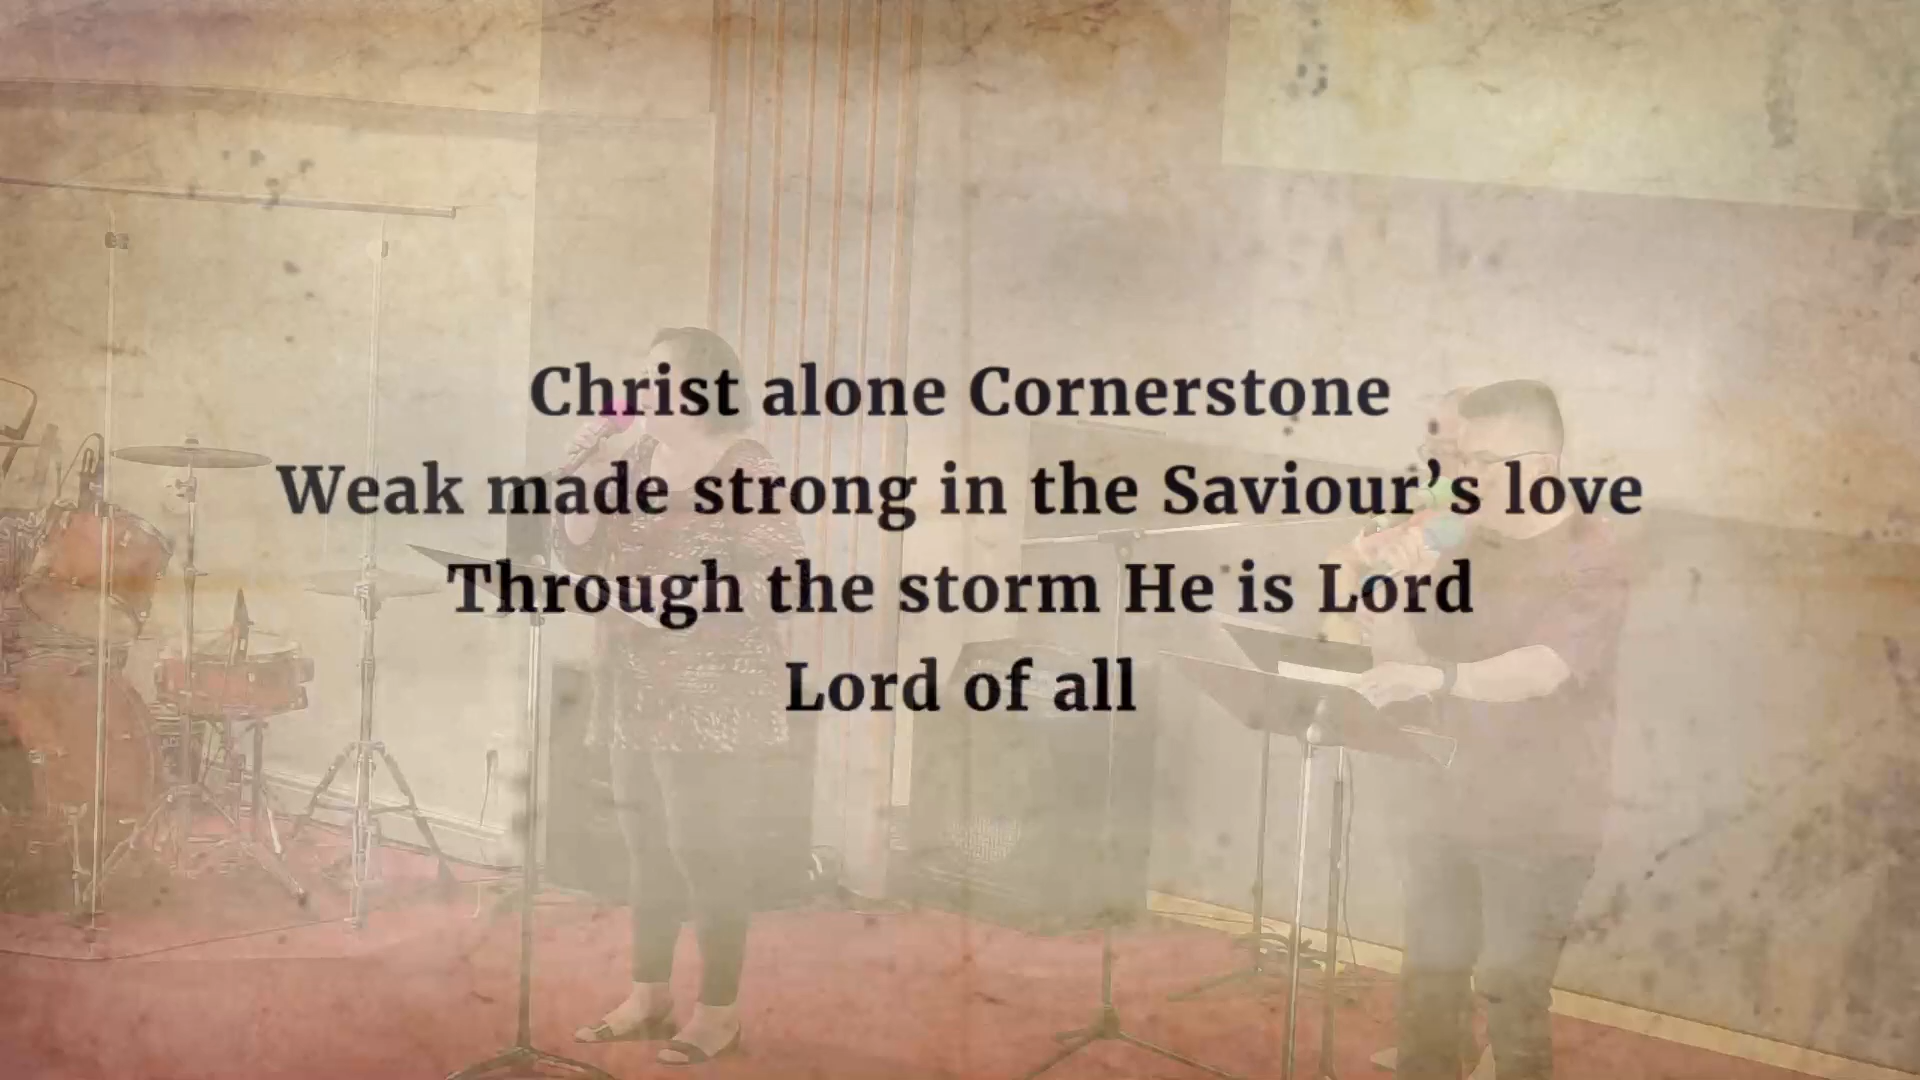 Christ alone Cornerstone
Weak made strong in the Saviour’s love
Through the storm He is Lord
Lord of all